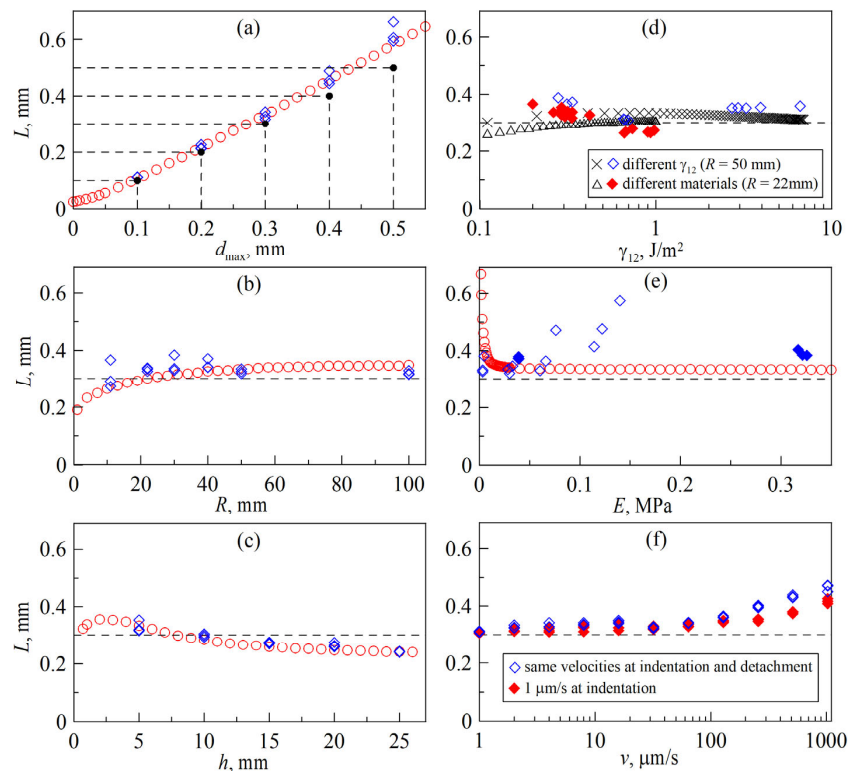 (a)
0.6
0.4
0.2
0
L, mm
0 0.1 0.2 0.3 0.4 0.5
d_max, mm
(d)
0.6
0.4
0.2
0
different γ₁₂ (R = 50 mm)
different materials (R = 22mm)
0.1 1 10
γ₁₂, J/m²
(b)
0.6
0.4
0.2
0
L, mm
0 20 40 60 80 100
R, mm
(e)
0.6
0.4
0.2
0
0 0.1 0.2 0.3
E, MPa
(c)
0.6
0.4
0.2
0
L, mm
0 5 10 15 20 25
h, mm
(f)
0.6
0.4
0.2
0
same velocities at indentation and detachment
1 μm/s at indentation
1 10 100 1000
v, μm/s